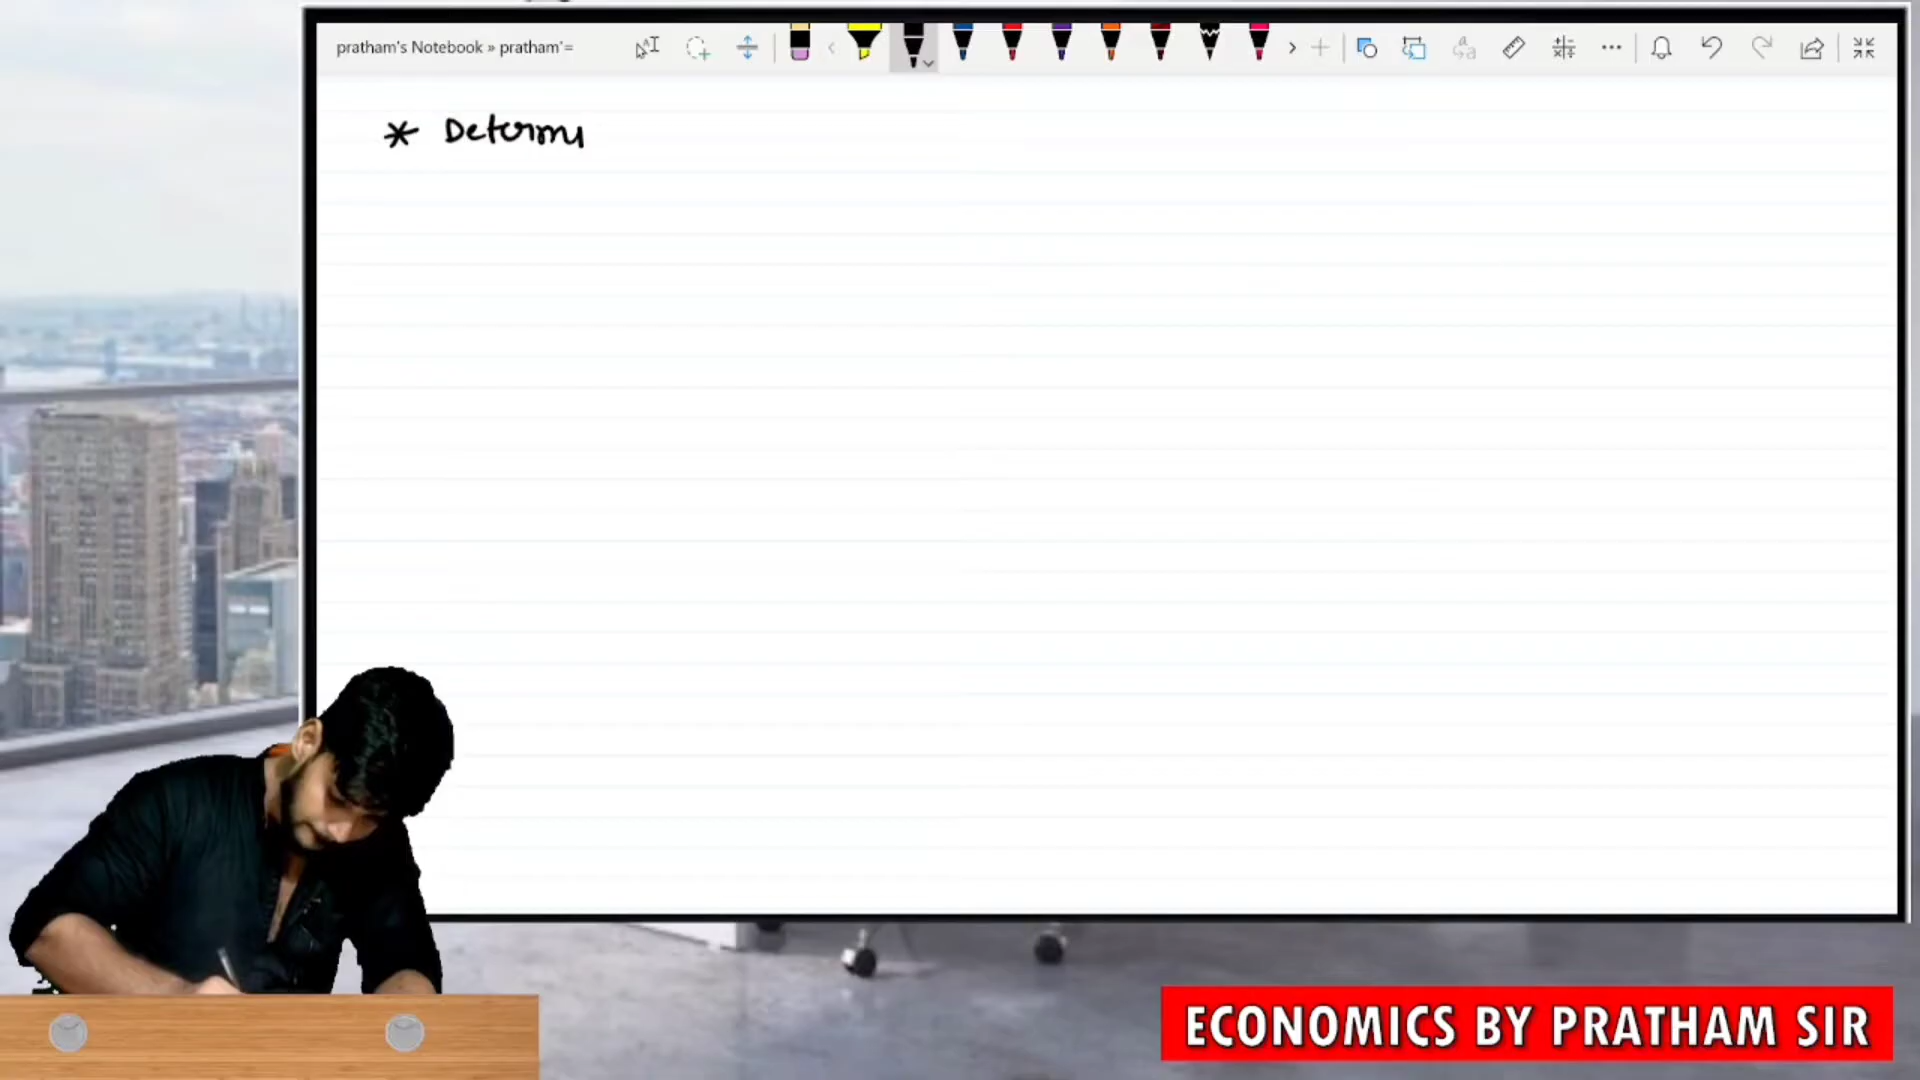 pratham's Notebook » pratham'=
* Determi
ECONOMICS BY PRATHAM SIR